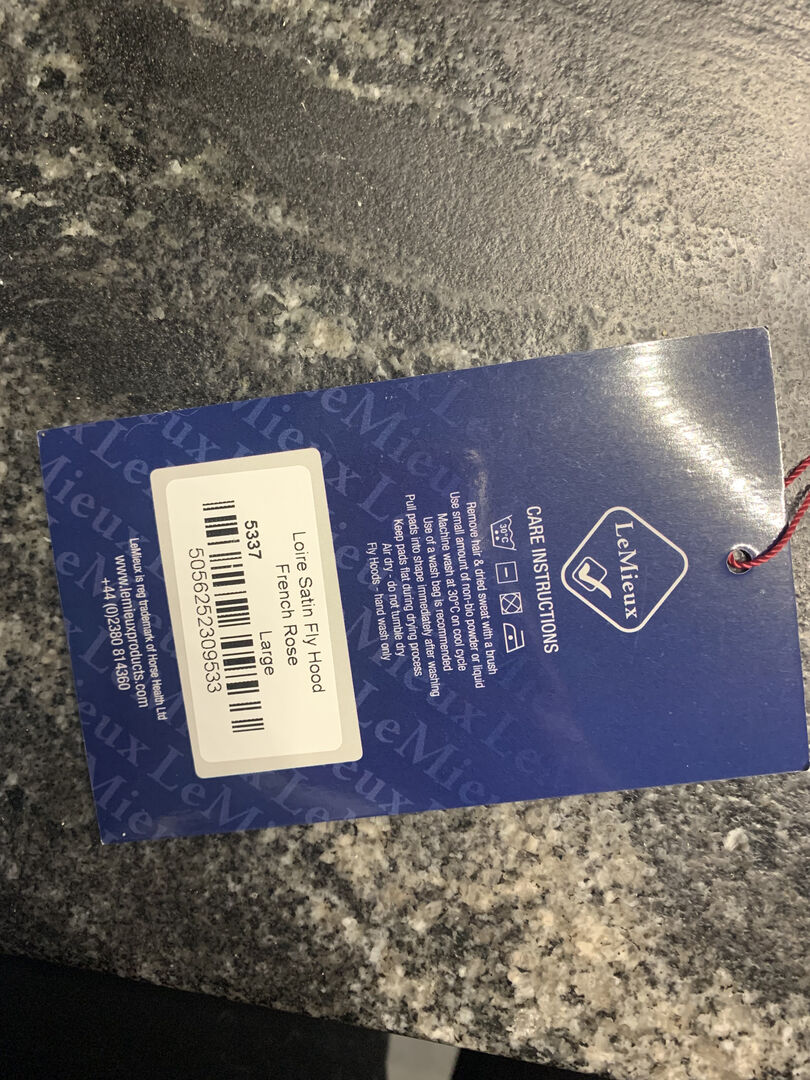 LeMieux
CARE INSTRUCTIONS
30°C
Remove hair & dried sweat with a brush
Use small amount of non-bio powder or liquid
Machine wash at 30°C on cool cycle
Use of a wash bag is recommended
Pull pads into shape immediately after washing
Keep pads flat during drying process
Air dry - do not tumble dry
Fly Hoods - hand wash only
Loire Satin Fly Hood
French Rose
5337 Large
5056252309533
LeMieux is reg trademark of Horse Health Ltd
www.lemieuxproducts.com
+44 (0)2380 814360